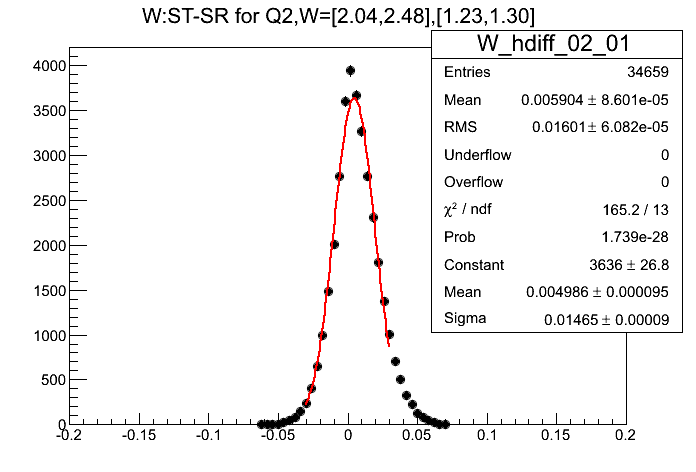 W:ST-SR for Q2,W=[2.04,2.48],[1.23,1.30]
W_hdiff_02_01
Entries 34659
Mean 0.005904 ± 8.601e-05
RMS 0.01601± 6.082e-05
Underflow 0
Overflow 0
χ² / ndf 165.2 / 13
Prob 1.739e-28
Constant 3636 ± 26.8
Mean 0.004986 ± 0.000095
Sigma 0.01465 ± 0.00009
4000
3500
3000
2500
2000
1500
1000
500
0
-0.2 -0.15 -0.1 -0.05 0 0.05 0.1 0.15 0.2